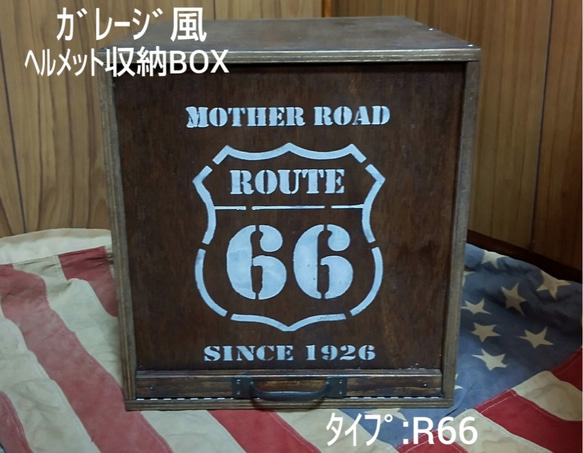 ｶﾞﾚｰｼﾞ風
ﾍﾙﾒｯﾄ収納BOX
MOTHER ROAD
ROUTE
66
SINCE 1926
ﾀｲﾌﾟ:R66